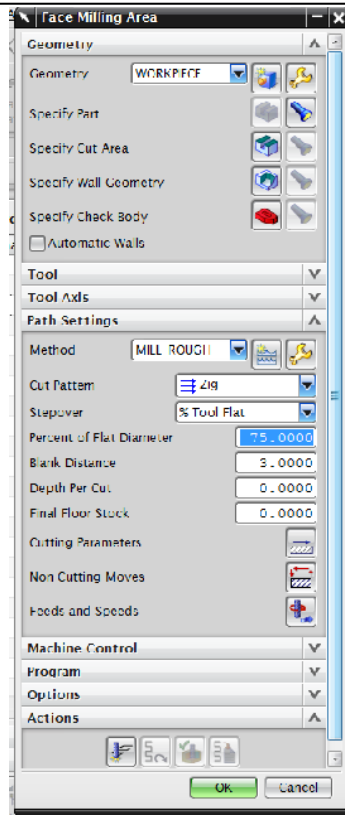 Face Milling Area
Geometry
Geometry WORKPIECE
Specify Part
Specify Cut Area
Specify Wall Geometry
Specify Check Body
Automatic Walls
Tool
Tool Axis
Path Settings
Method MILL ROUGH
Cut Pattern Zig
Stepover % Tool Flat
Percent of Flat Diameter 75.0000
Blank Distance 3.0000
Depth Per Cut 0.0000
Final Floor Stock 0.0000
Cutting Parameters
Non Cutting Moves
Feeds and Speeds
Machine Control
Program
Options
Actions
OK Cancel